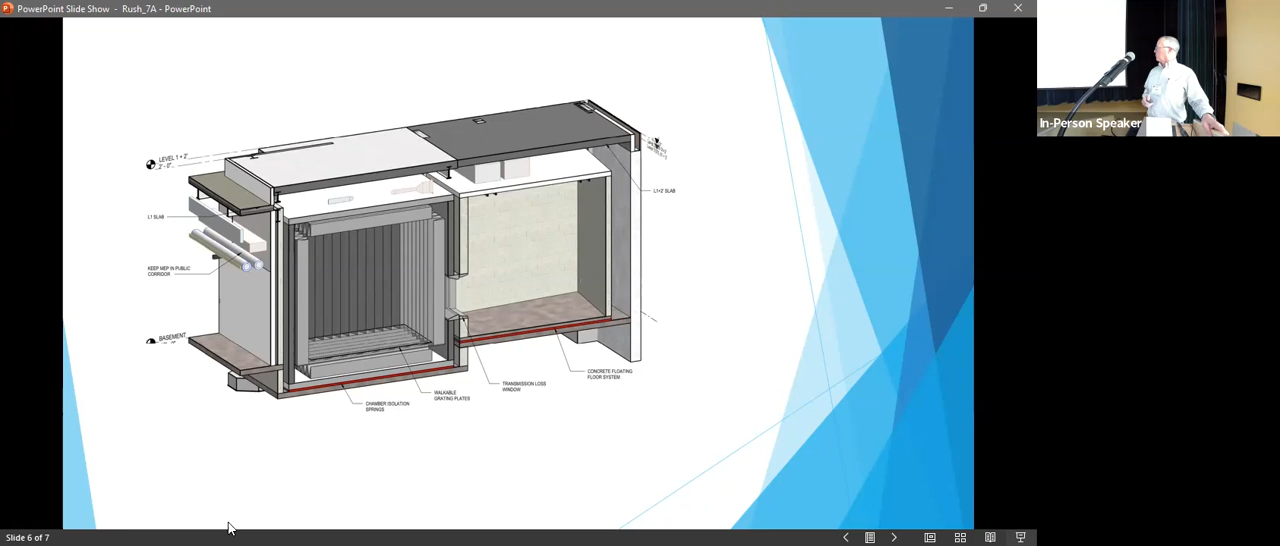 PowerPoint Slide Show - Rush_7A - PowerPoint
In-Person Speaker
LEVEL 1 + 2'
2' - 0"
L1+2' SLAB
L1 SLAB
KEEP MEP IN PUBLIC
CORRIDOR
BASEMENT
CONCRETE FLOATING
FLOOR SYSTEM
TRANSMISSION LOSS
WINDOW
WALKABLE
GRATING PLATES
CHAMBER ISOLATION
SPRINGS
Slide 6 of 7